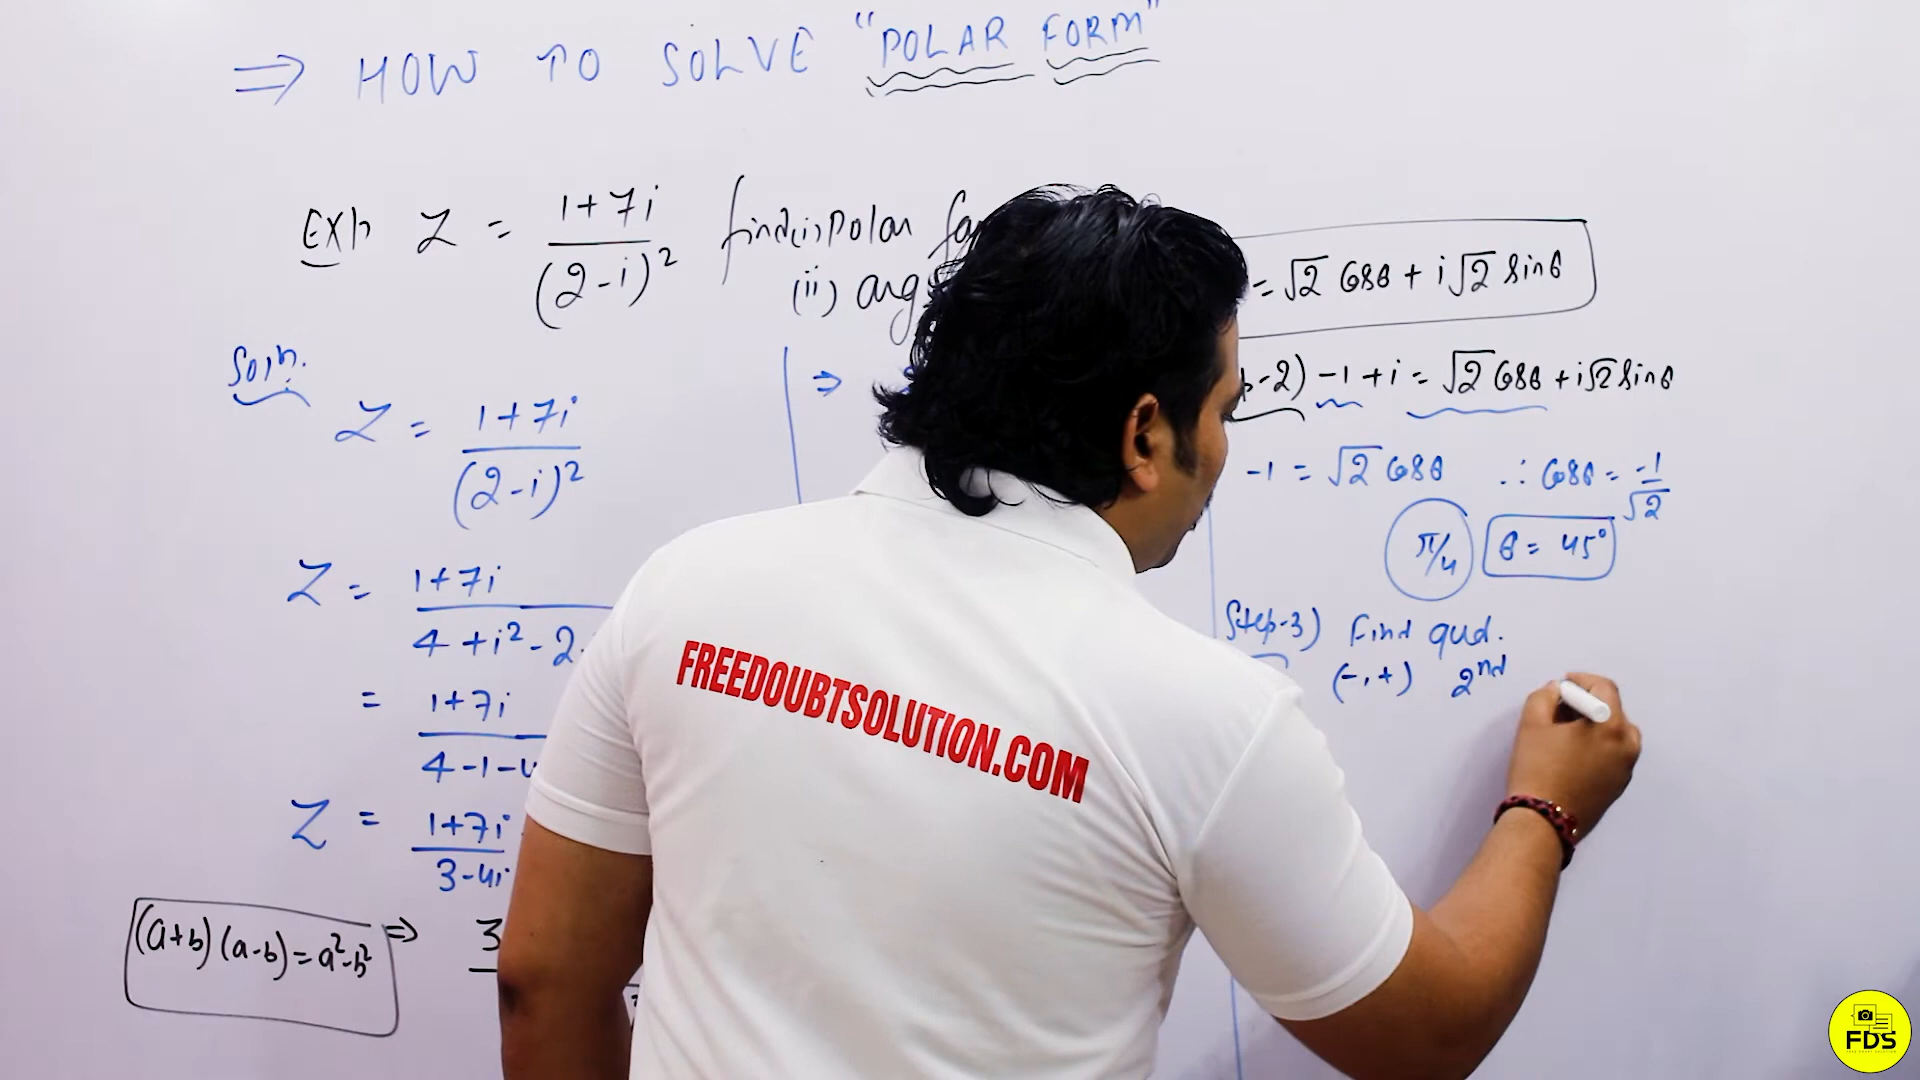 ⇒ HOW TO SOLVE "POLAR FORM"
Exh Z = (1+7i)/(2-i)² find (i) Polar
(ii) arg
Soln.
Z = (1+7i)/(2-i)²
Z = (1+7i)/(4+i²-2.
= (1+7i)/(4-1-4
Z = (1+7i)/(3-4i)
(a+b)(a-b)=a²-b² ⇒ 3
⇒
= √2 Cosθ + i√2 Sinθ
-2) -1+i = √2 Cosθ + i√2 Sinθ
-1 = √2 Cosθ ∴ Cosθ = -1/√2
π/4 θ = 45°
Step-3) Find qud.
(-,+) 2nd
FREEDOUBTSOLUTION.COM
FDS